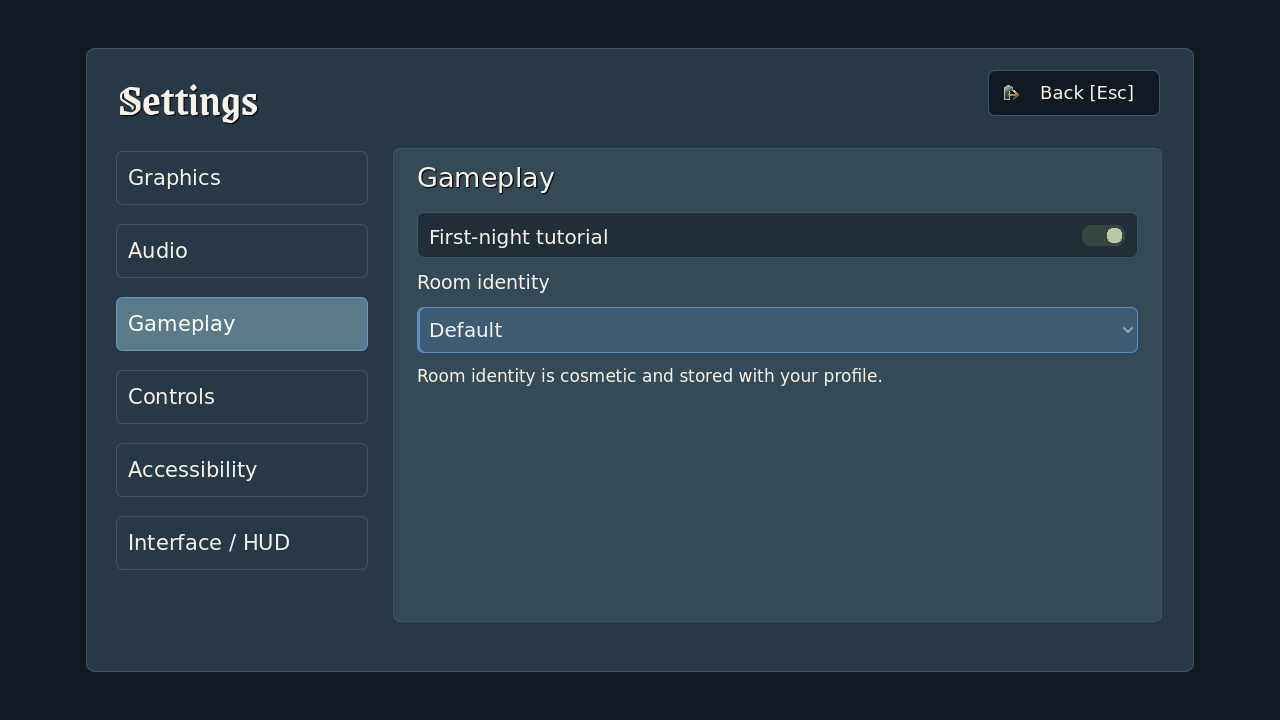 Settings
Back [Esc]
Graphics
Audio
Gameplay
Controls
Accessibility
Interface / HUD
Gameplay
First-night tutorial
Room identity
Default
Room identity is cosmetic and stored with your profile.